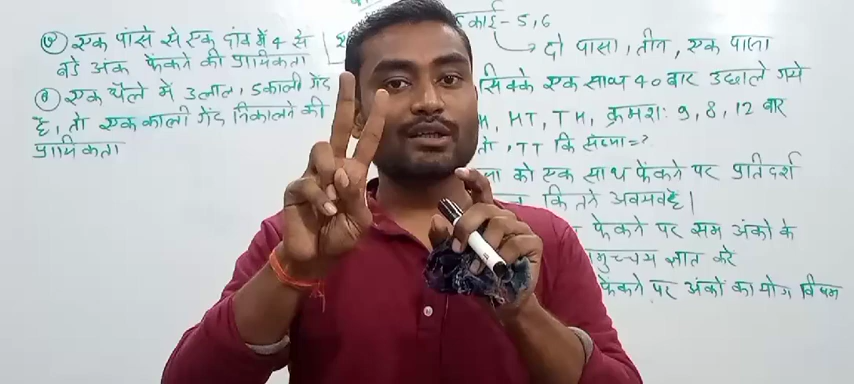 एक पांसे से एक दांव में 4 से
बड़े अंक फेंकने की प्रायिकता
एक थैले में 3 लाल, 5 काली गेंद
है, तो एक काली गेंद निकालने की
प्रायिकता
काई-5,6
दो पासा, तीन, एक पासा
सिक्के एक साथ 40 बार उछाले गये
HT, TH, क्रमश: 9, 8, 12 बार
TT कि संख्या=?
को एक साथ फेंकने पर प्रतिदर्श
कितने अवयव है|
फेंकने पर सम अंको के
समुच्चय ज्ञात करे
फेंकने पर अंको का योग विषम